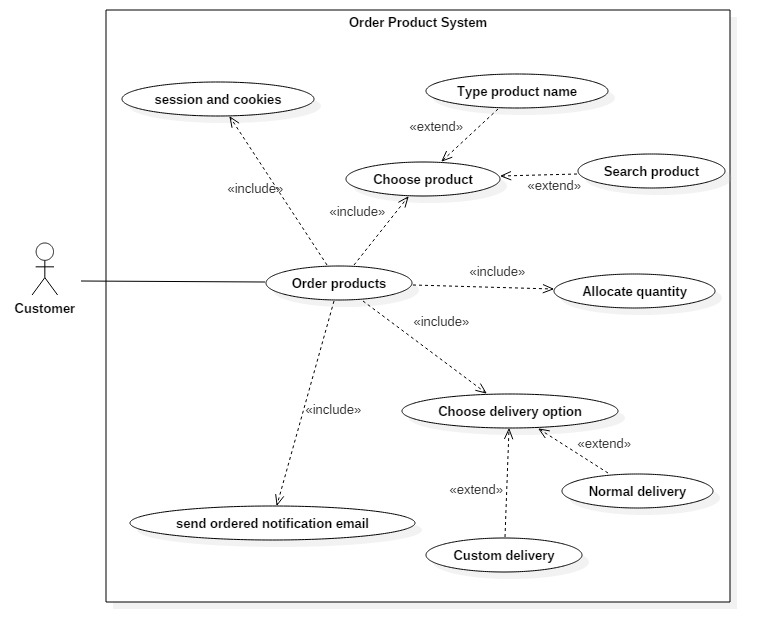 Order Product System
session and cookies
Type product name
«extend»
Choose product
Search product
«extend»
«include»
«include»
Customer
Order products
«include»
Allocate quantity
«include»
«include»
Choose delivery option
«extend»
«extend»
Normal delivery
send ordered notification email
Custom delivery